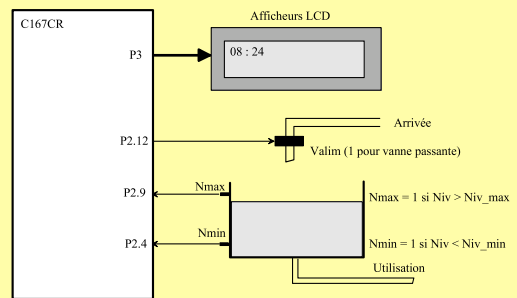 Afficheurs LCD
C167CR
P3
08 : 24
Arrivée
P2.12
Valim (1 pour vanne passante)
P2.9
Nmax
Nmax = 1 si Niv > Niv_max
Nmin
P2.4
Nmin = 1 si Niv < Niv_min
Utilisation